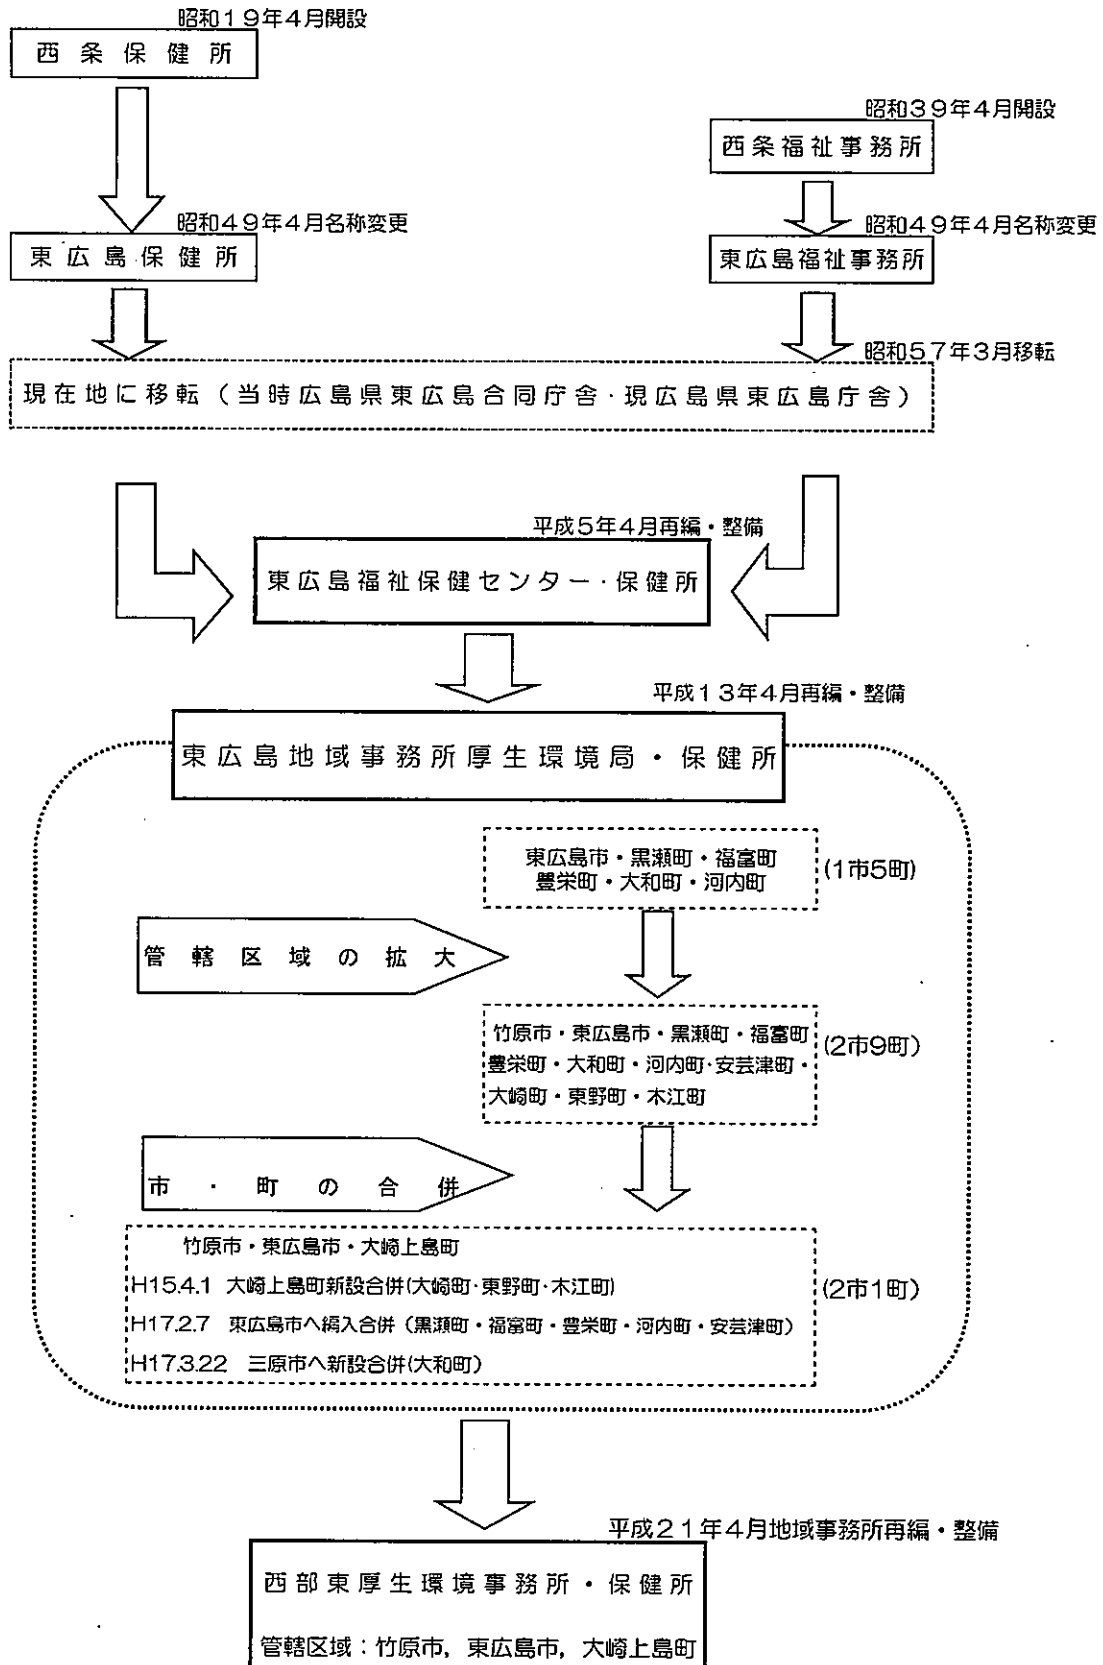 昭和19年4月開設
西条保健所
昭和39年4月開設
西条福祉事務所
昭和49年4月名称変更
東広島保健所
昭和49年4月名称変更
東広島福祉事務所
昭和57年3月移転
現在地に移転（当時広島県東広島合同庁舎・現広島県東広島庁舎）
平成5年4月再編・整備
東広島福祉保健センター・保健所
平成13年4月再編・整備
東広島地域事務所厚生環境局・保健所
東広島市・黒瀬町・福富町
豊栄町・大和町・河内町
(1市5町)
管轄区域の拡大
竹原市・東広島市・黒瀬町・福富町
豊栄町・大和町・河内町・安芸津町・
大崎町・東野町・木江町
(2市9町)
市・町の合併
竹原市・東広島市・大崎上島町
H15.4.1 大崎上島町新設合併(大崎町・東野町・木江町)
H17.2.7 東広島市へ編入合併（黒瀬町・福富町・豊栄町・河内町・安芸津町）
H17.3.22 三原市へ新設合併(大和町)
(2市1町)
平成21年4月地域事務所再編・整備
西部東厚生環境事務所・保健所
管轄区域：竹原市，東広島市，大崎上島町